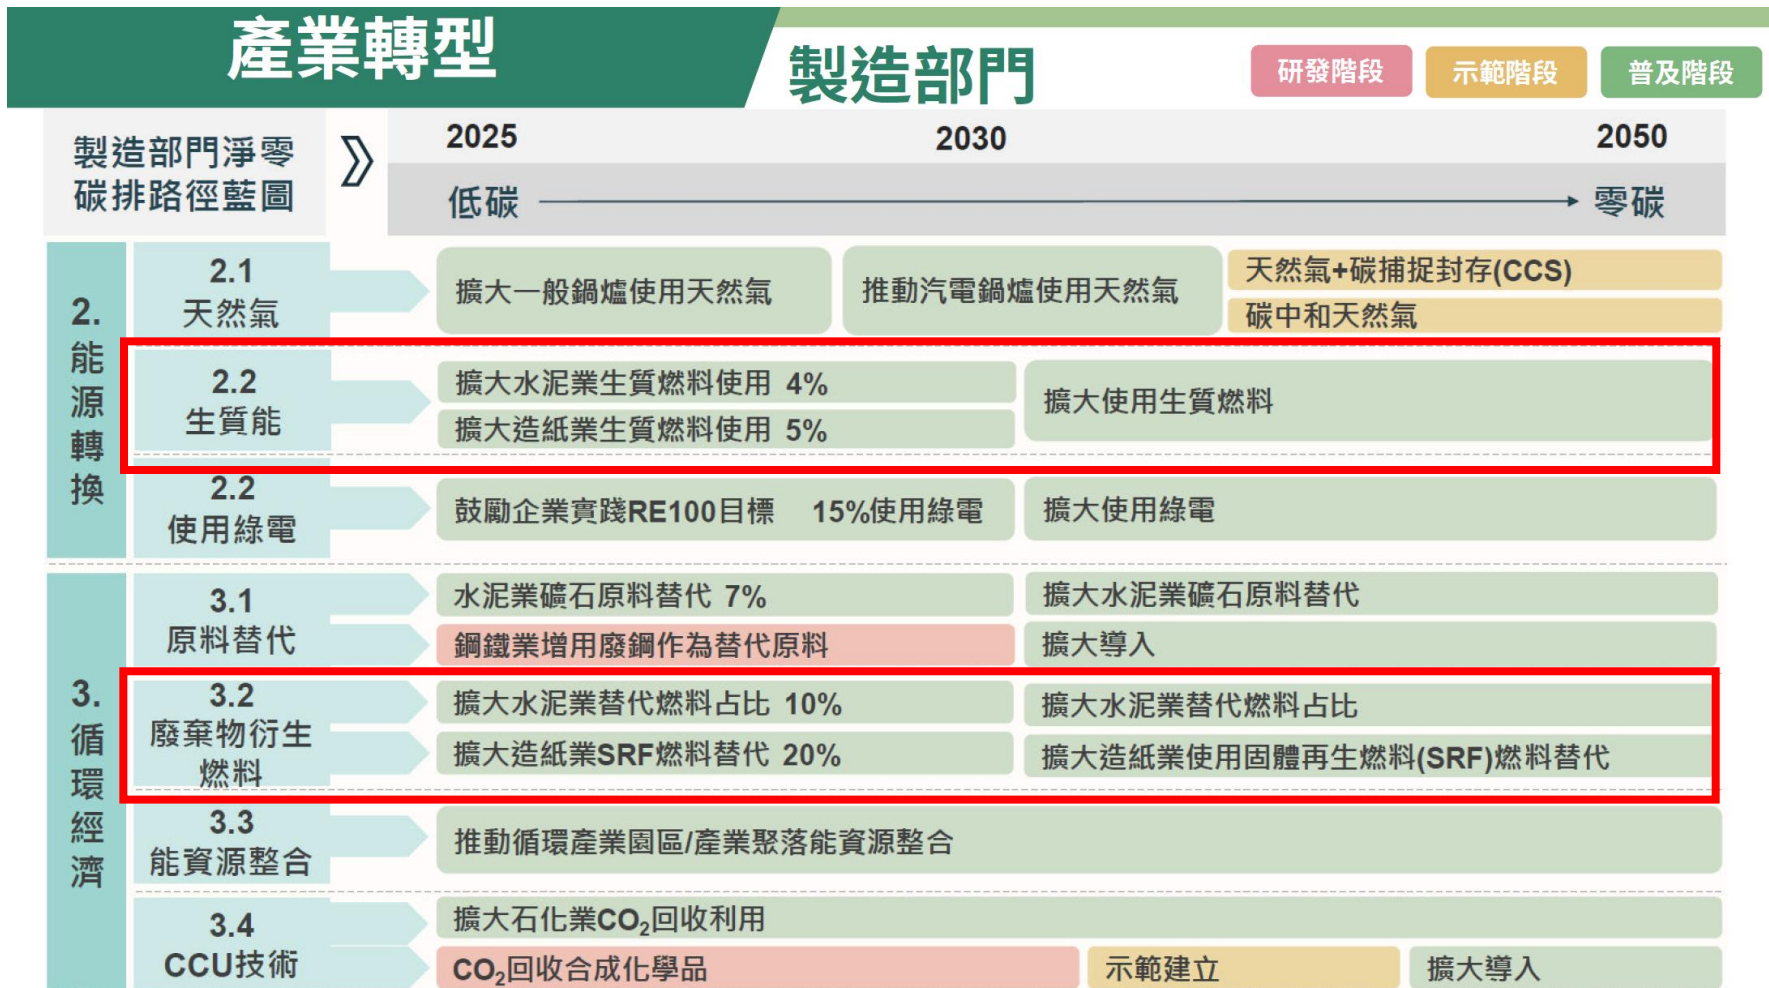 產業轉型
製造部門
研發階段
示範階段
普及階段
製造部門淨零
碳排路徑藍圖
2025
2030
2050
低碳
零碳
2.
能
源
轉
換
2.1
天然氣
擴大一般鍋爐使用天然氣
推動汽電鍋爐使用天然氣
天然氣+碳捕捉封存(CCS)
碳中和天然氣
2.2
生質能
擴大水泥業生質燃料使用 4%
擴大造紙業生質燃料使用 5%
擴大使用生質燃料
2.2
使用綠電
鼓勵企業實踐RE100目標 15%使用綠電
擴大使用綠電
3.
循
環
經
濟
3.1
原料替代
水泥業礦石原料替代 7%
擴大水泥業礦石原料替代
鋼鐵業增用廢鋼作為替代原料
擴大導入
3.2
廢棄物衍生
燃料
擴大水泥業替代燃料占比 10%
擴大水泥業替代燃料占比
擴大造紙業SRF燃料替代 20%
擴大造紙業使用固體再生燃料(SRF)燃料替代
3.3
能資源整合
推動循環產業園區/產業聚落能資源整合
3.4
CCU技術
擴大石化業CO₂回收利用
CO₂回收合成化學品
示範建立
擴大導入